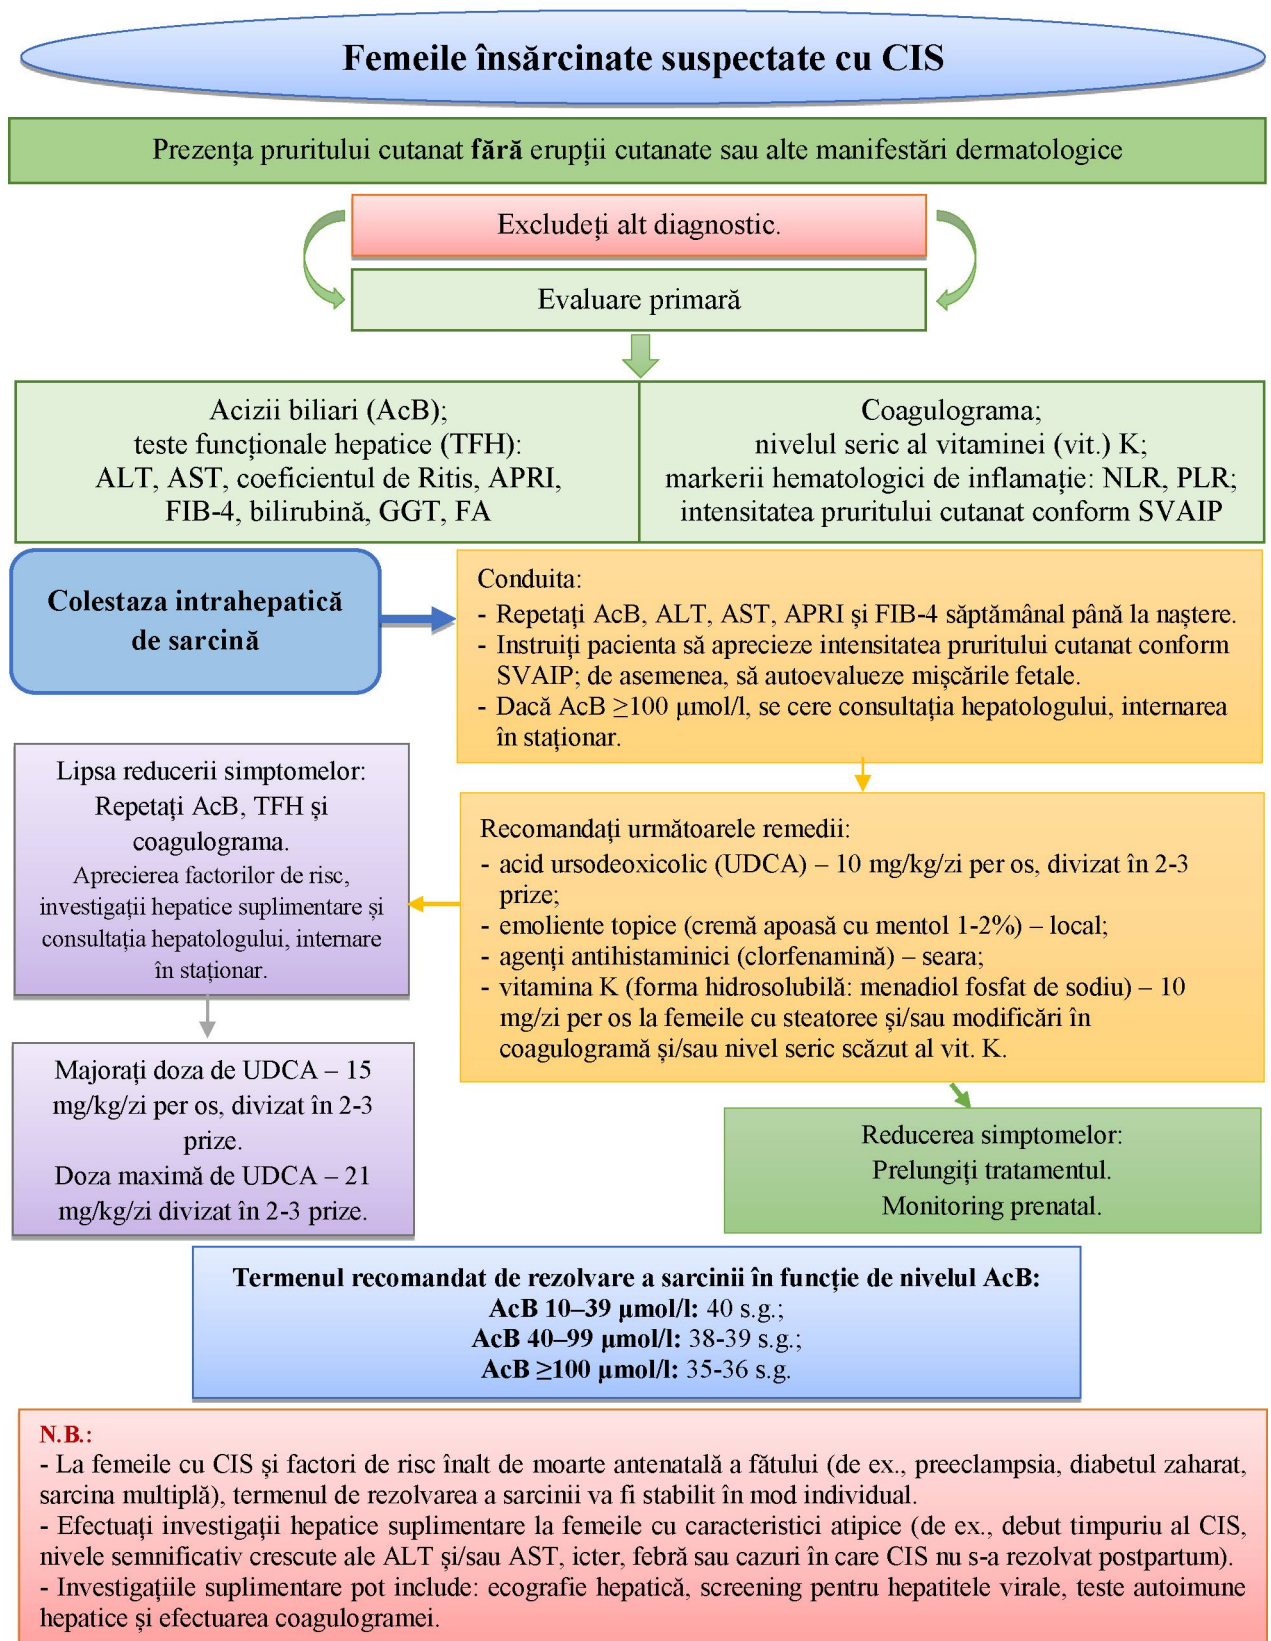 Femeile însărcinate suspectate cu CIS
Prezența pruritului cutanat fără erupții cutanate sau alte manifestări dermatologice
Excludeți alt diagnostic.
Evaluare primară
Acizii biliari (AcB);
teste funcționale hepatice (TFH):
ALT, AST, coeficientul de Ritis, APRI,
FIB-4, bilirubină, GGT, FA
Coagulograma;
nivelul seric al vitaminei (vit.) K;
markerii hematologici de inflamație: NLR, PLR;
intensitatea pruritului cutanat conform SVAIP
Colestaza intrahepatică
de sarcină
Conduita:
- Repetați AcB, ALT, AST, APRI și FIB-4 săptămânal până la naștere.
- Instruiți pacienta să aprecieze intensitatea pruritului cutanat conform
SVAIP; de asemenea, să autoevalueze mișcările fetale.
- Dacă AcB ≥100 µmol/l, se cere consultația hepatologului, internarea
în staționar.
Recomandați următoarele remedii:
- acid ursodeoxicolic (UDCA) – 10 mg/kg/zi per os, divizat în 2-3
prize;
- emoliente topice (cremă apoasă cu mentol 1-2%) – local;
- agenți antihistaminici (clorfenamină) – seara;
- vitamina K (forma hidrosolubilă: menadiol fosfat de sodiu) – 10
mg/zi per os la femeile cu steatoree și/sau modificări în
coagulogramă și/sau nivel seric scăzut al vit. K.
Lipsa reducerii simptomelor:
Repetați AcB, TFH și
coagulograma.
Aprecierea factorilor de risc,
investigații hepatice suplimentare și
consultația hepatologului, internare
în staționar.
Majorați doza de UDCA – 15
mg/kg/zi per os, divizat în 2-3
prize.
Doza maximă de UDCA – 21
mg/kg/zi divizat în 2-3 prize.
Reducerea simptomelor:
Prelungiți tratamentul.
Monitoring prenatal.
Termenul recomandat de rezolvare a sarcinii în funcție de nivelul AcB:
AcB 10–39 µmol/l: 40 s.g.;
AcB 40–99 µmol/l: 38-39 s.g.;
AcB ≥100 µmol/l: 35-36 s.g.
N.B.:
- La femeile cu CIS și factori de risc înalt de moarte antenatală a fătului (de ex., preeclampsia, diabetul zaharat,
sarcina multiplă), termenul de rezolvarea a sarcinii va fi stabilit în mod individual.
- Efectuați investigații hepatice suplimentare la femeile cu caracteristici atipice (de ex., debut timpuriu al CIS,
nivele semnificativ crescute ale ALT și/sau AST, icter, febră sau cazuri în care CIS nu s-a rezolvat postpartum).
- Investigațiile suplimentare pot include: ecografie hepatică, screening pentru hepatitele virale, teste autoimune
hepatice și efectuarea coagulogramei.